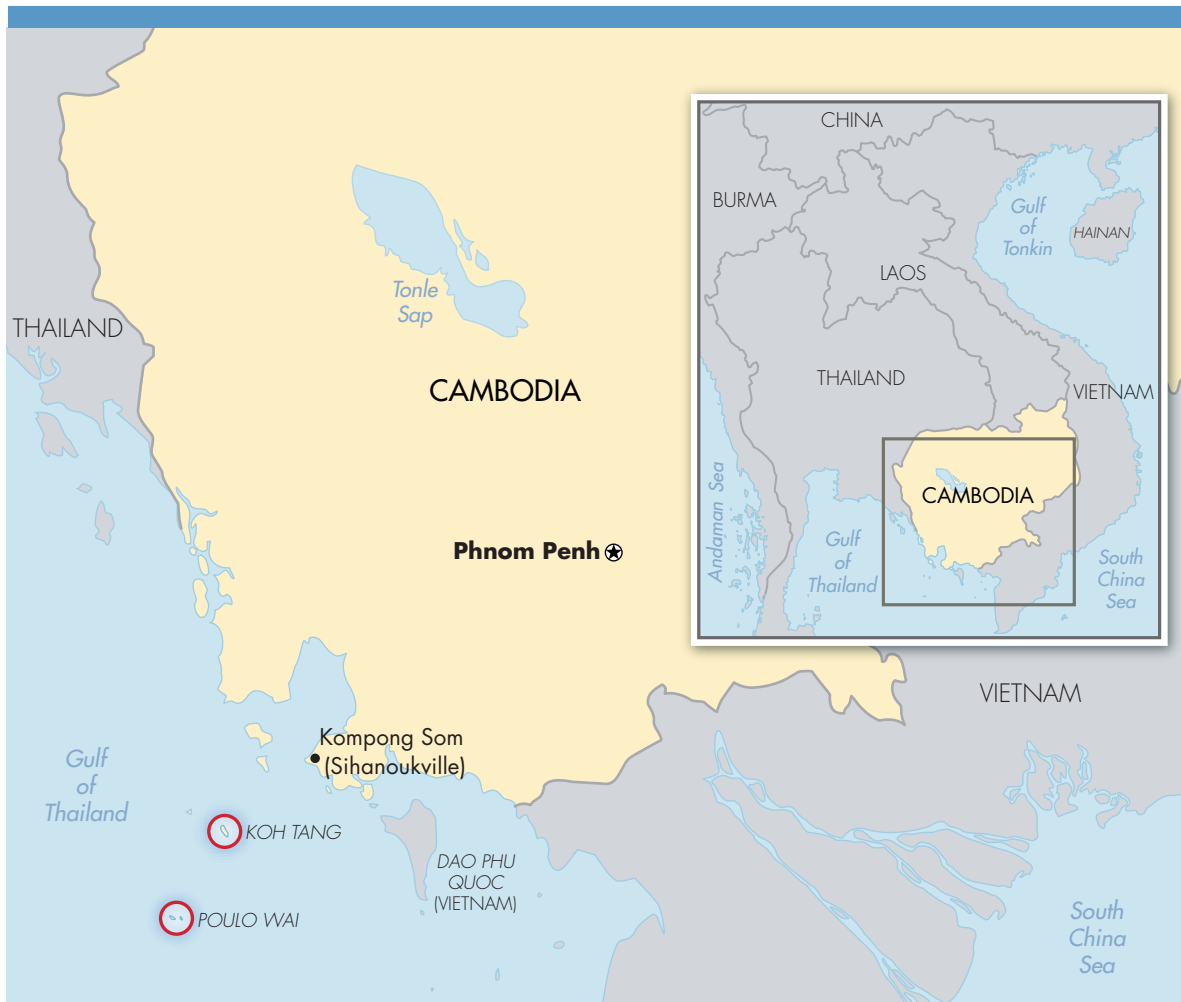 THAILAND
Tonle
Sap
CAMBODIA
Phnom Penh
Kompong Som
(Sihanoukville)
Gulf
of
Thailand
KOH TANG
POULO WAI
DAO PHU
QUOC
(VIETNAM)
VIETNAM
South
China
Sea
CHINA
BURMA
Gulf
of
Tonkin
HAINAN
LAOS
THAILAND
VIETNAM
CAMBODIA
Andaman Sea
Gulf
of
Thailand
South
China
Sea